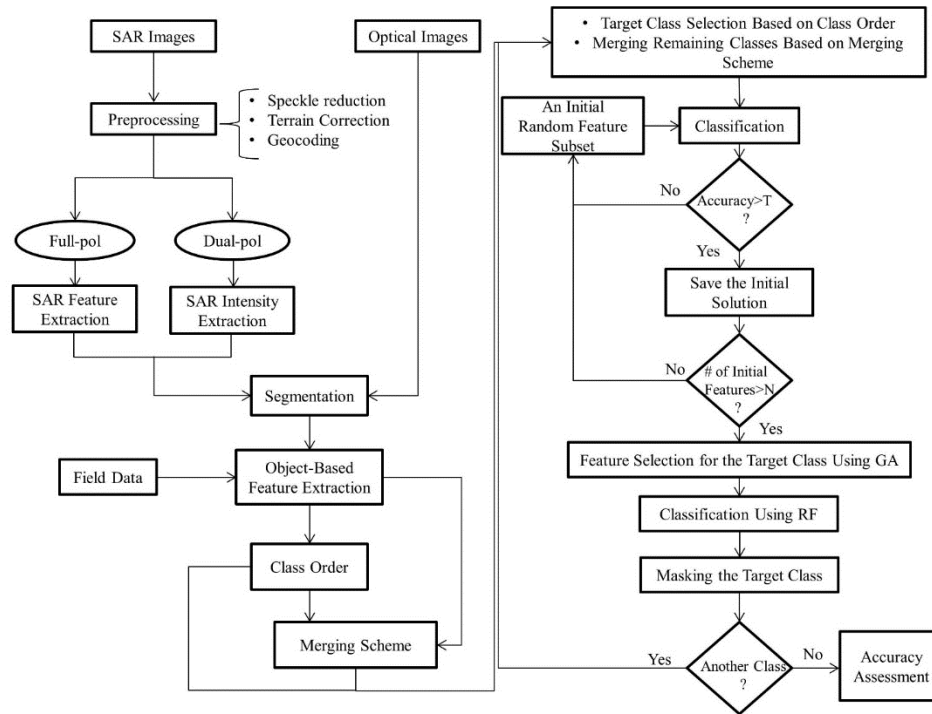 SAR Images
Optical Images
Preprocessing
• Speckle reduction
• Terrain Correction
• Geocoding
Full-pol
Dual-pol
SAR Feature
Extraction
SAR Intensity
Extraction
Segmentation
Field Data
Object-Based
Feature Extraction
Class Order
Merging Scheme
• Target Class Selection Based on Class Order
• Merging Remaining Classes Based on Merging
Scheme
An Initial
Random Feature
Subset
Classification
No
Accuracy>T
?
Yes
Save the Initial
Solution
No
# of Initial
Features>N
?
Yes
Feature Selection for the Target Class Using GA
Classification Using RF
Masking the Target Class
Yes
Another Class
?
No
Accuracy
Assessment